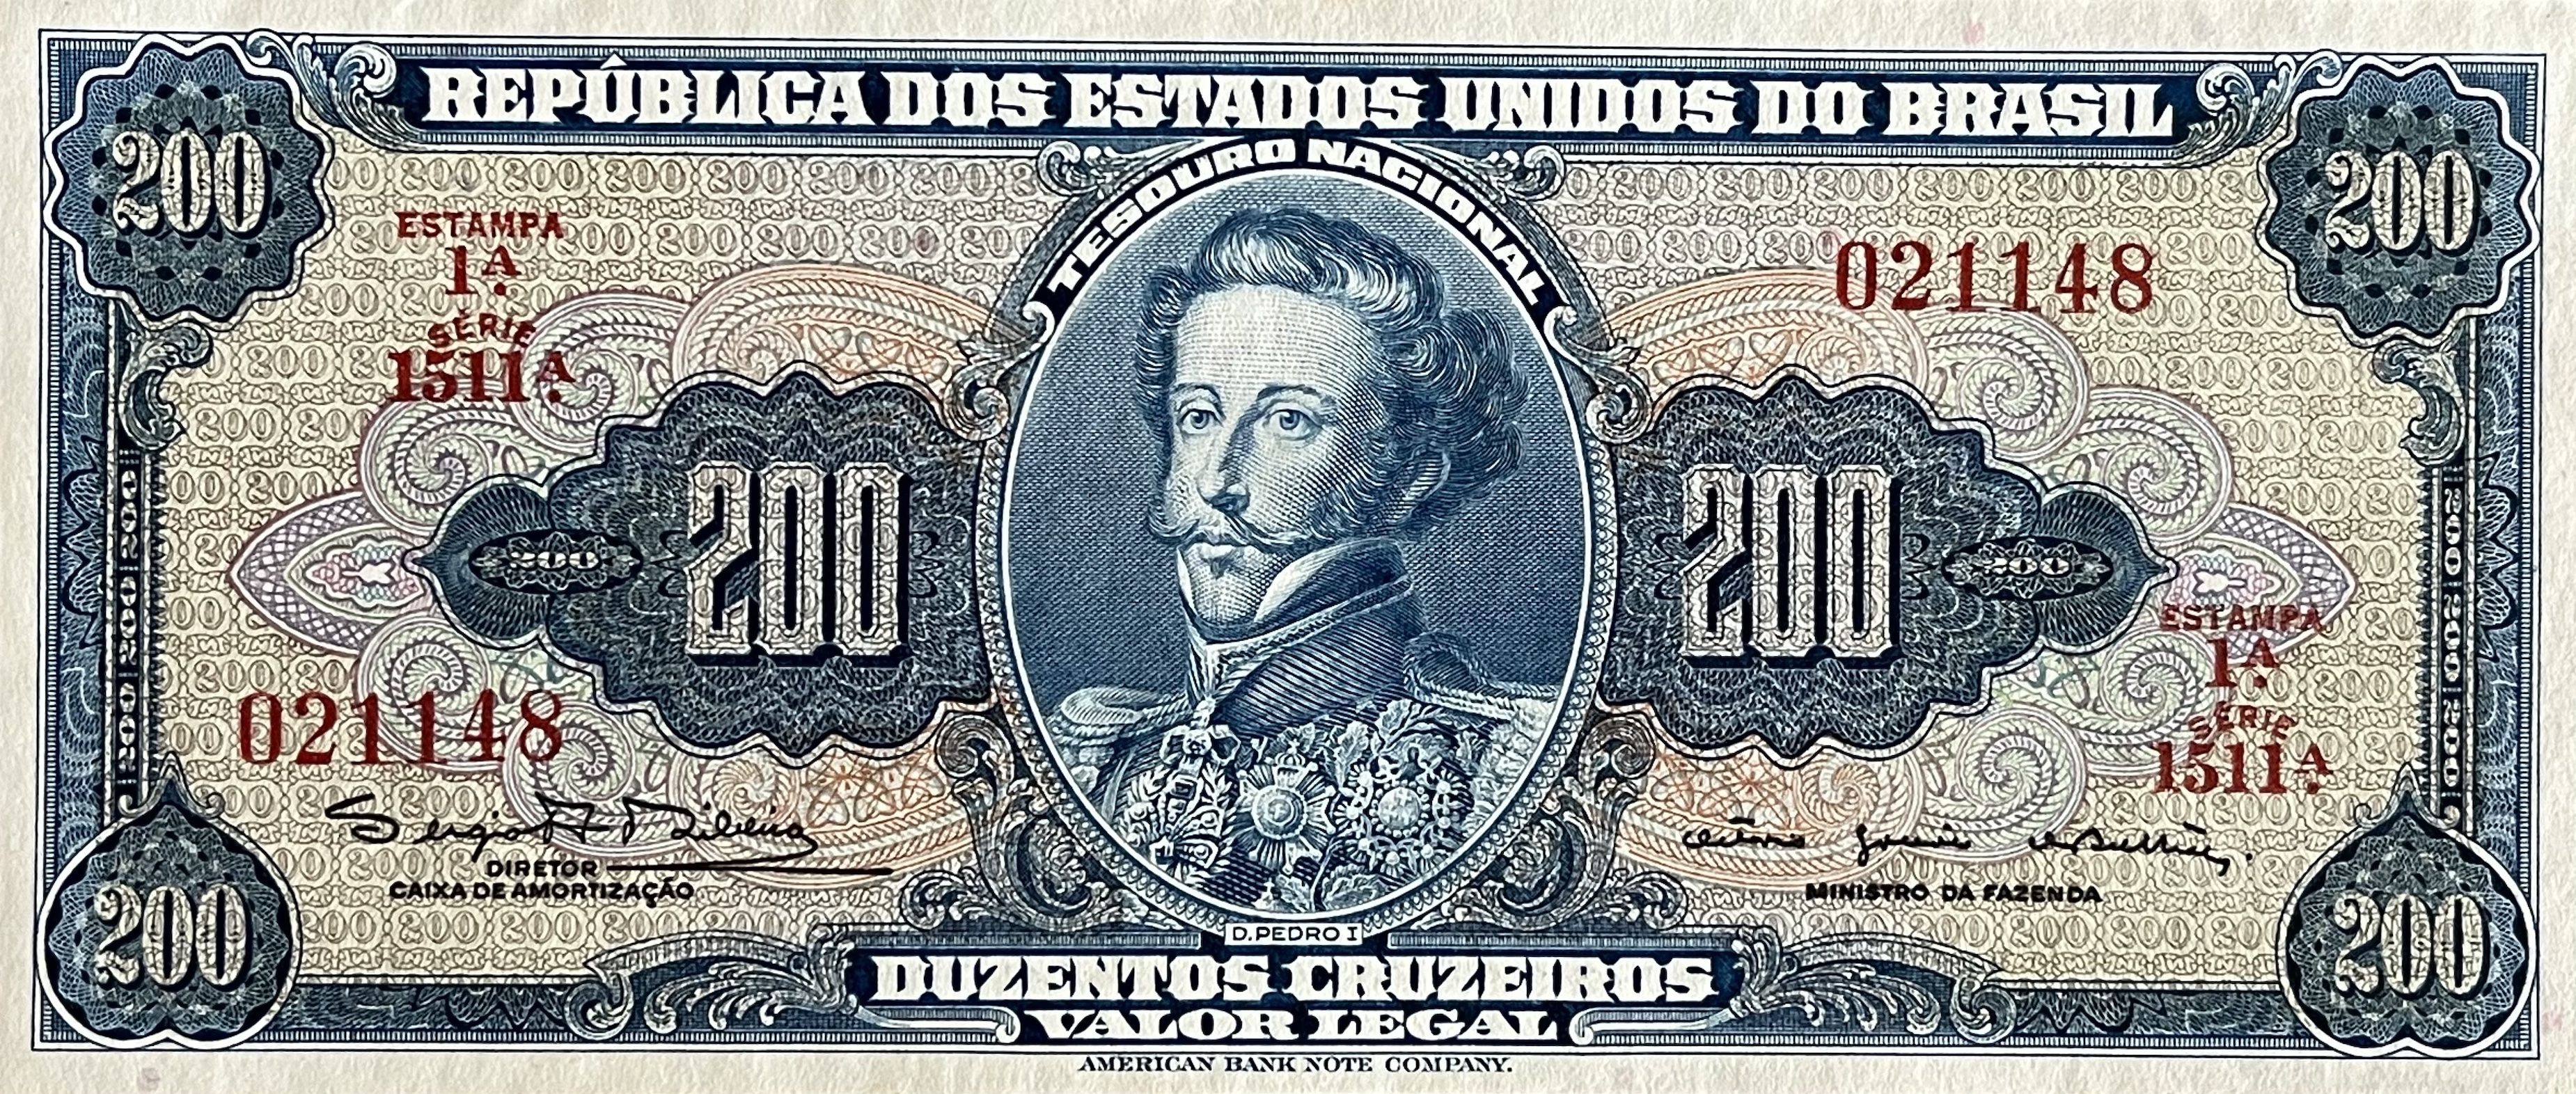 REPÚBLICA DOS ESTADOS UNIDOS DO BRASIL
TESOURO NACIONAL
200
200
ESTAMPA
1ª
SÉRIE
1511ª
021148
200
200
200
200
ESTAMPA
1ª
SÉRIE
1511ª
021148
Sergio A Ribeiro
DIRETOR
CAIXA DE AMORTIZAÇÃO
MINISTRO DA FAZENDA
200
200
D. PEDRO I
DUZENTOS CRUZEIROS
VALOR LEGAL
AMERICAN BANK NOTE COMPANY.